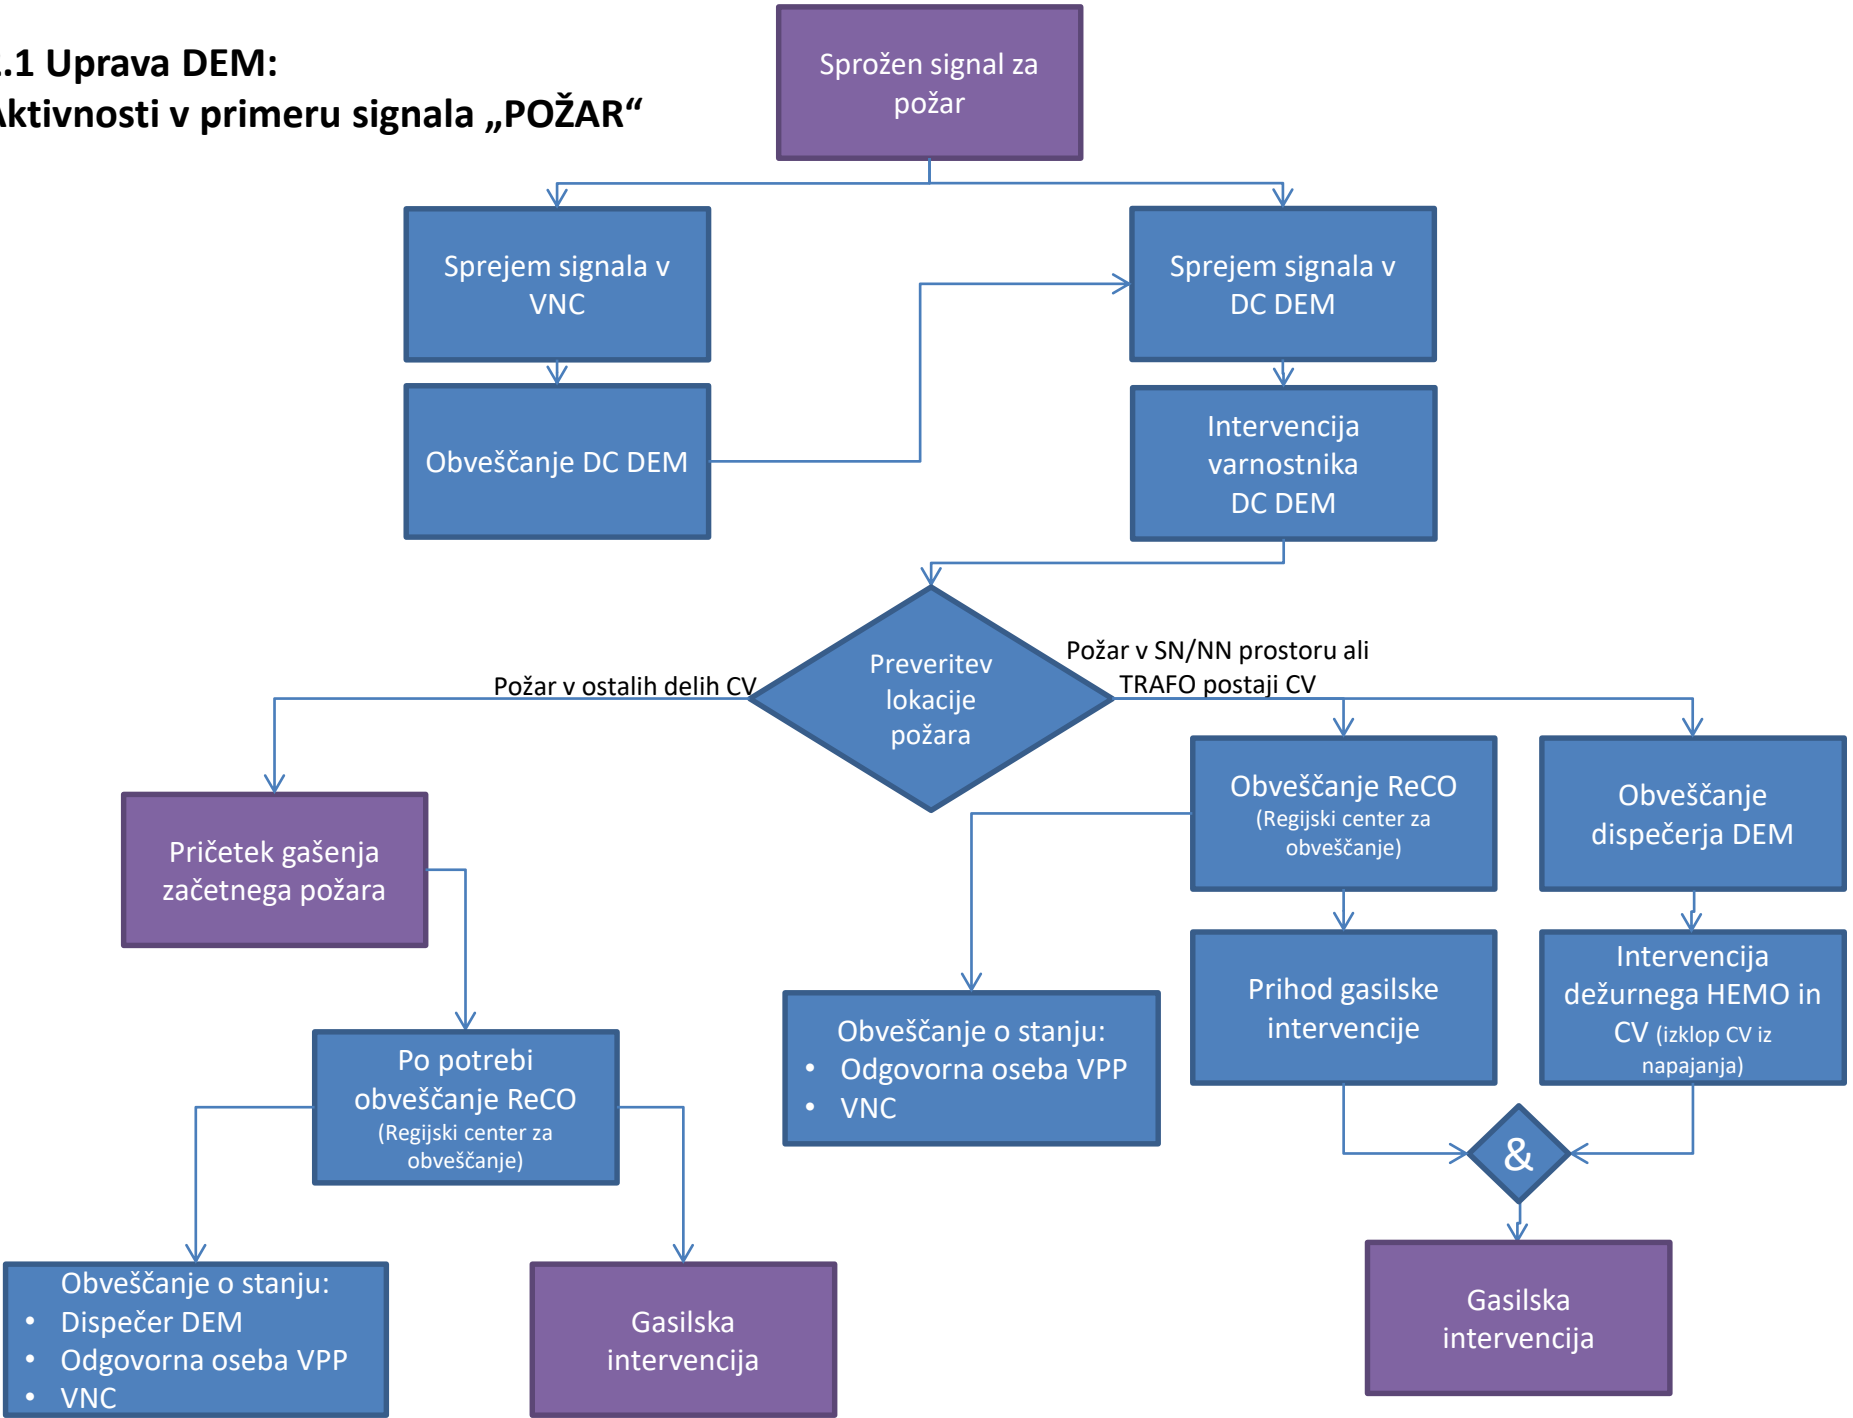 .1 Uprava DEM:
Aktivnosti v primeru signala „POŽAR“
Sprožen signal za
požar
Sprejem signala v
VNC
Sprejem signala v
DC DEM
Obveščanje DC DEM
Intervencija
varnostnika
DC DEM
Preveritev
lokacije
požara
Požar v ostalih delih CV
Požar v SN/NN prostoru ali
TRAFO postaji CV
Pričetek gašenja
začetnega požara
Obveščanje ReCO
(Regijski center za
obveščanje)
Obveščanje
dispečerja DEM
Po potrebi
obveščanje ReCO
(Regijski center za
obveščanje)
Obveščanje o stanju:
• Odgovorna oseba VPP
• VNC
Prihod gasilske
intervencije
Intervencija
dežurnega HEMO in
CV (izklop CV iz
napajanja)
&
Obveščanje o stanju:
• Dispečer DEM
• Odgovorna oseba VPP
• VNC
Gasilska
intervencija
Gasilska
intervencija